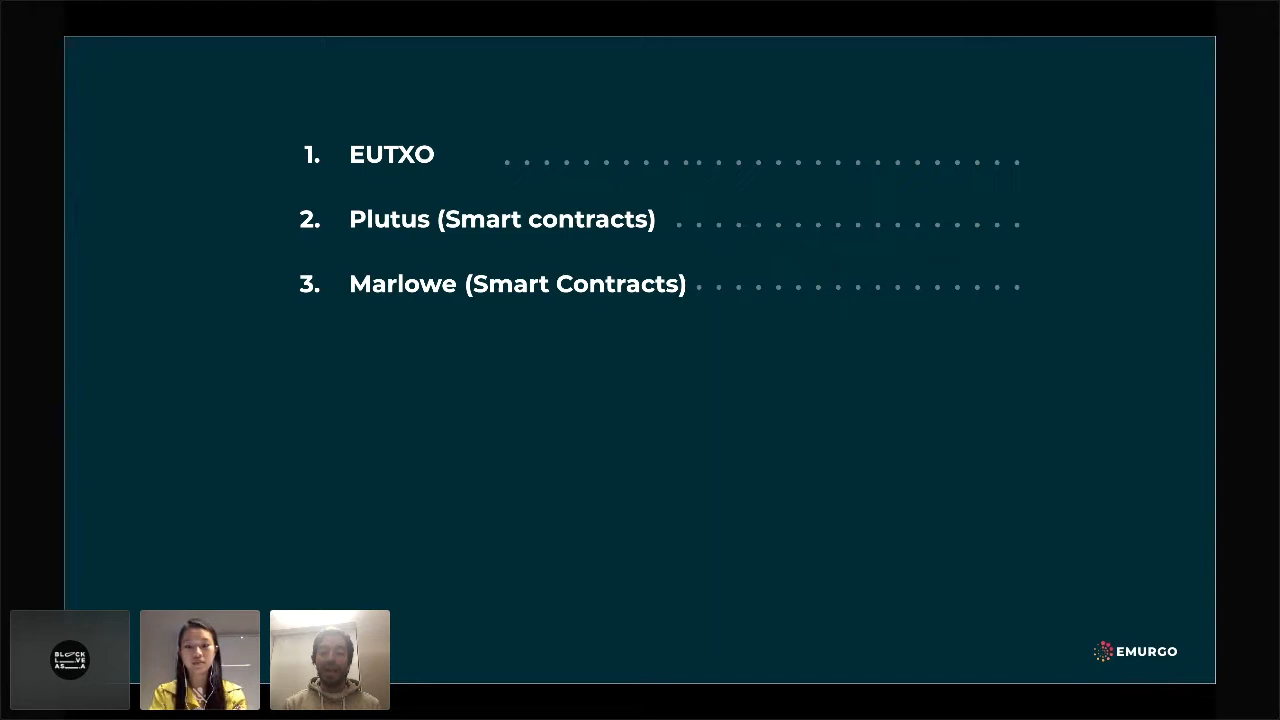 1. EUTXO
2. Plutus (Smart contracts)
3. Marlowe (Smart Contracts)
EMURGO